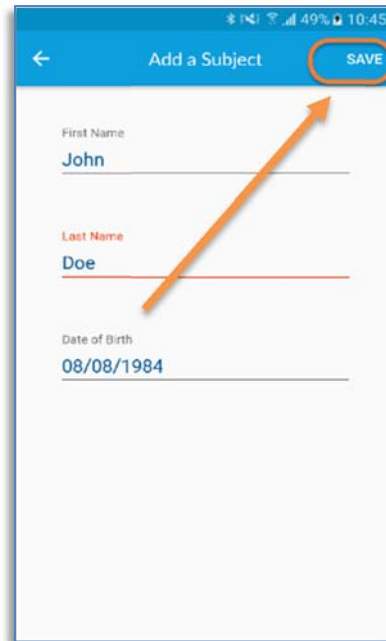 49% 10:45
Add a Subject SAVE
First Name
John
Last Name
Doe
Date of Birth
08/08/1984